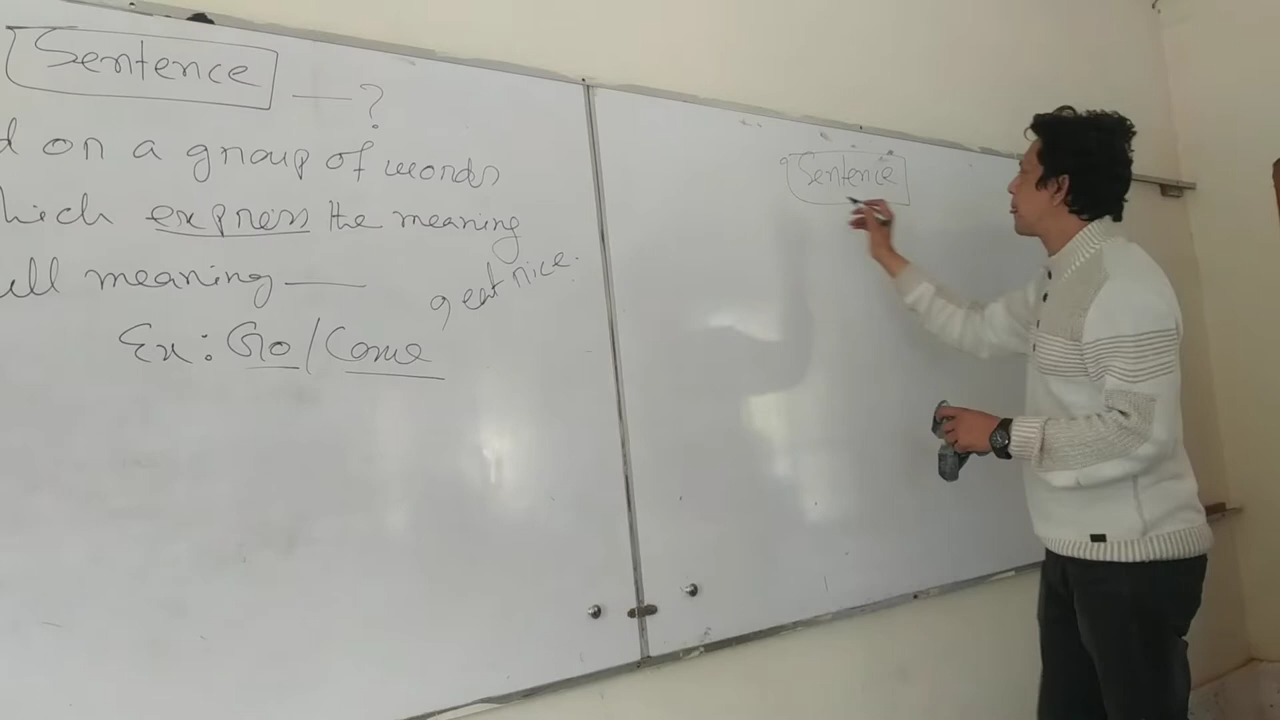 Sentence — ?
d on a group of words
hich express the meaning
ull meaning —
great nice.
Ex: Go / Come
Sentence